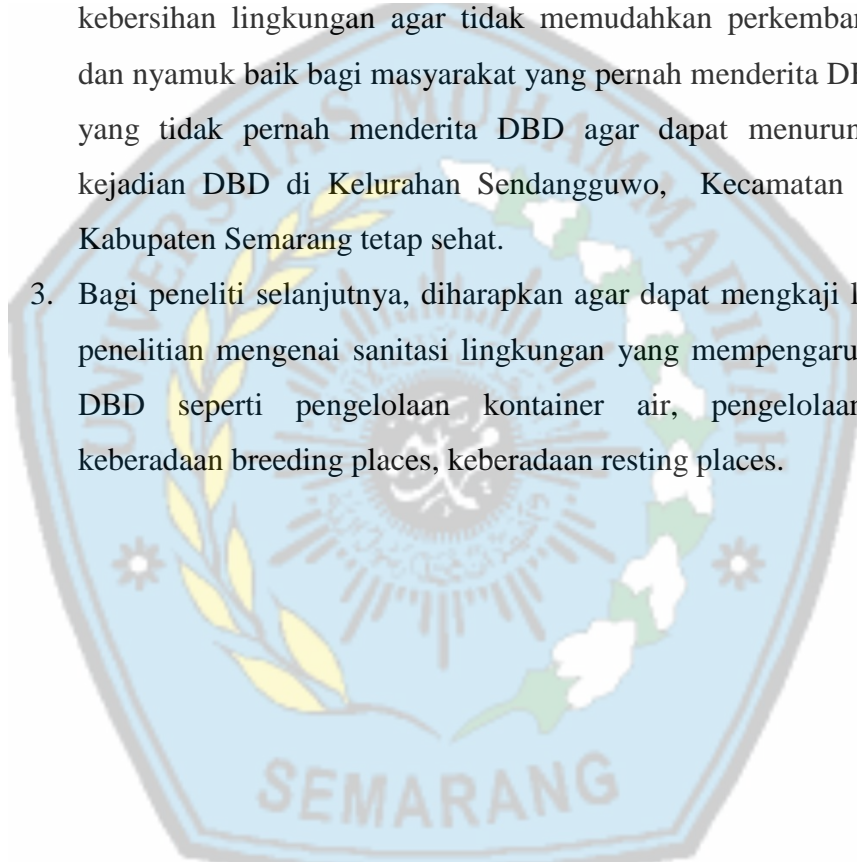 kebersihan lingkungan agar tidak memudahkan perkemban
dan nyamuk baik bagi masyarakat yang pernah menderita D
yang tidak pernah menderita DBD agar dapat menurun
kejadian DBD di Kelurahan Sendangguwo, Kecamatan
Kabupaten Semarang tetap sehat.
3. Bagi peneliti selanjutnya, diharapkan agar dapat mengkaji
penelitian mengenai sanitasi lingkungan yang mempengaru
DBD seperti pengelolaan kontainer air, pengelolaan
keberadaan breeding places, keberadaan resting places.
UNIVERSITAS MUHAMMADIYAH
SEMARANG